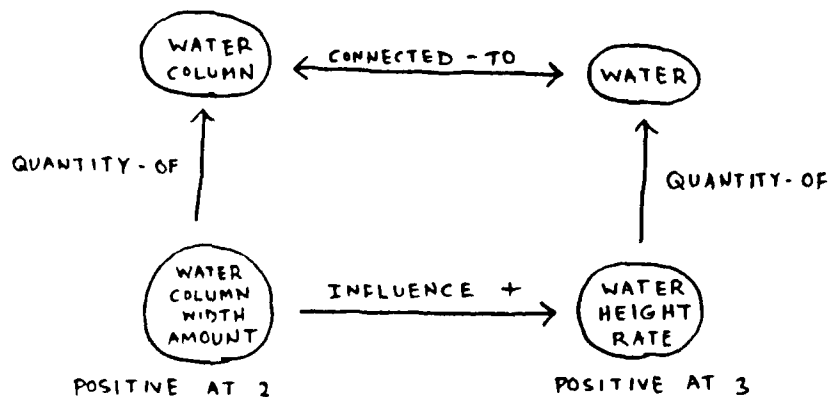 WATER
COLUMN
CONNECTED - TO
WATER
QUANTITY - OF
QUANTITY - OF
WATER
COLUMN
WIDTH
AMOUNT
INFLUENCE +
WATER
HEIGHT
RATE
POSITIVE AT 2
POSITIVE AT 3